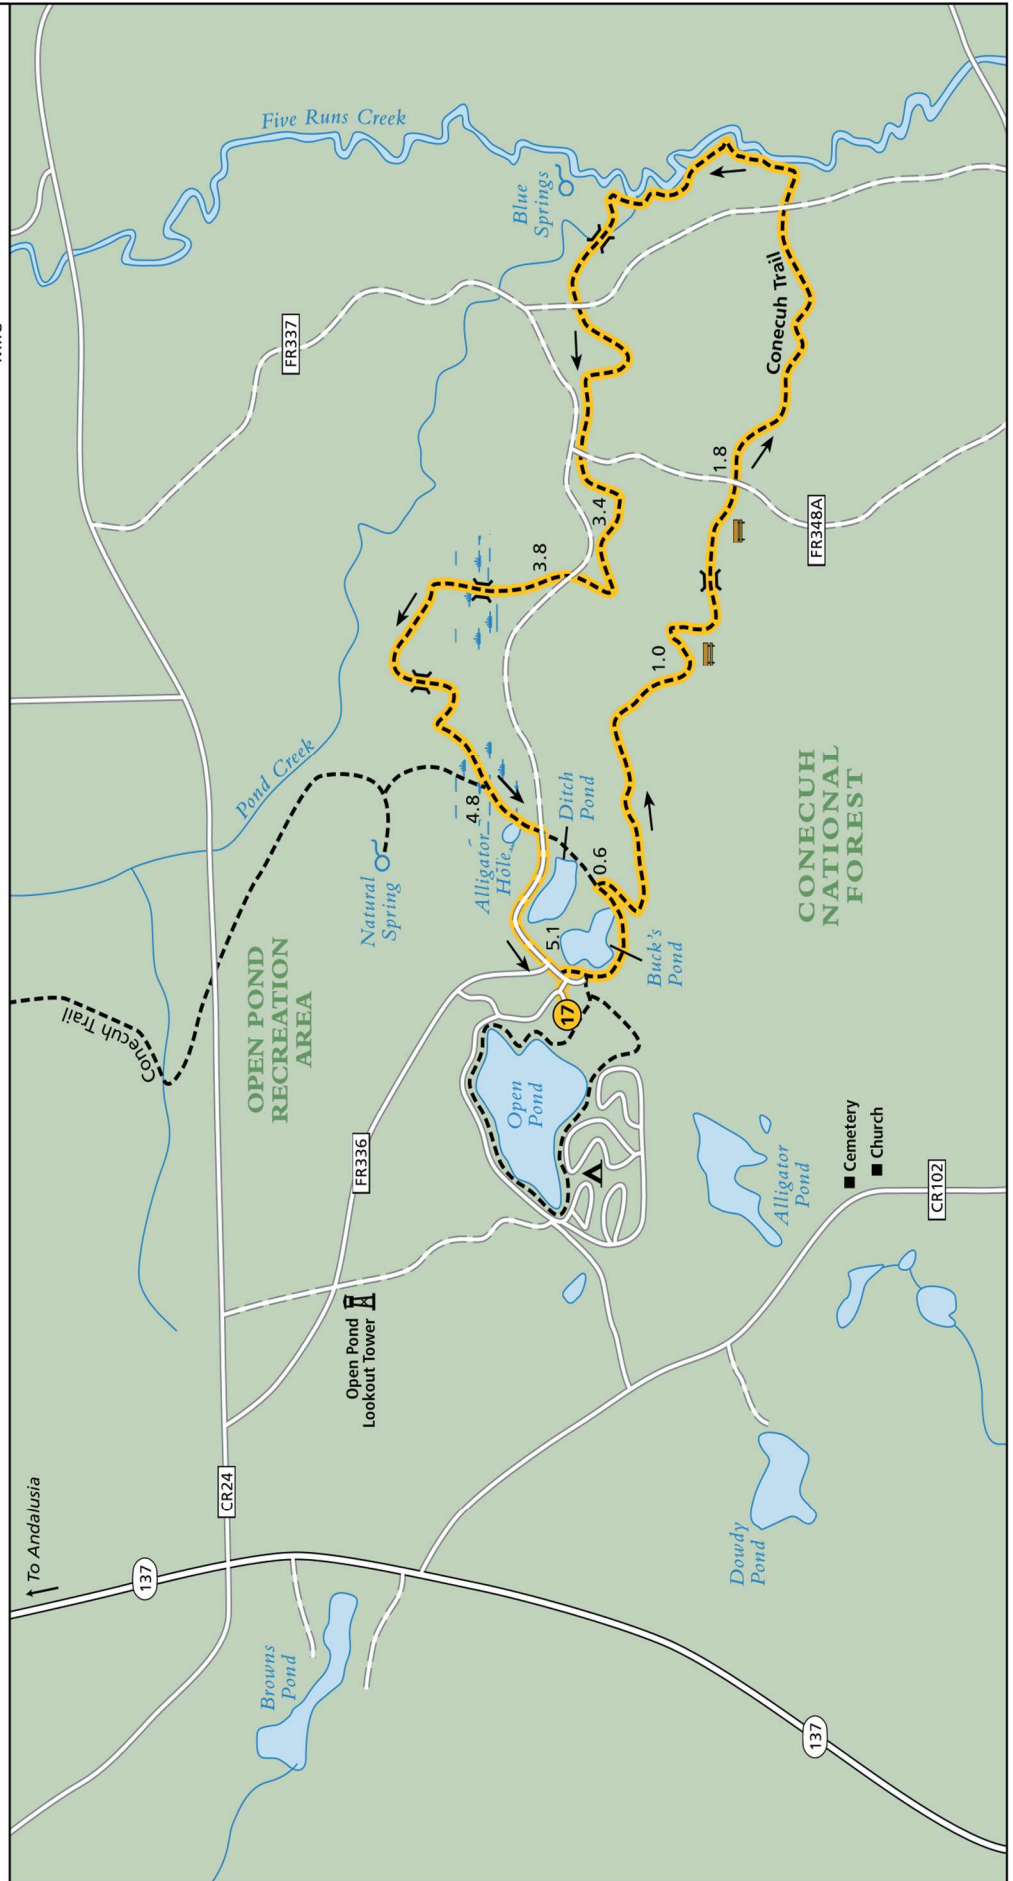 To Andalusia
137
CR24
Conecuh Trail
Five Runs Creek
Pond Creek
FR337
Blue
Springs
Natural
Spring
OPEN POND
RECREATION
AREA
FR336
Open Pond
Lookout Tower
Browns
Pond
Alligator
Hole
4.8
3.8
3.4
Ditch
Pond
5.1
0.6
17
Open
Pond
Buck's
Pond
1.0
1.8
Conecuh Trail
FR348A
CONECUH
NATIONAL
FOREST
Alligator
Pond
Cemetery
Church
CR102
Dowdy
Pond
137